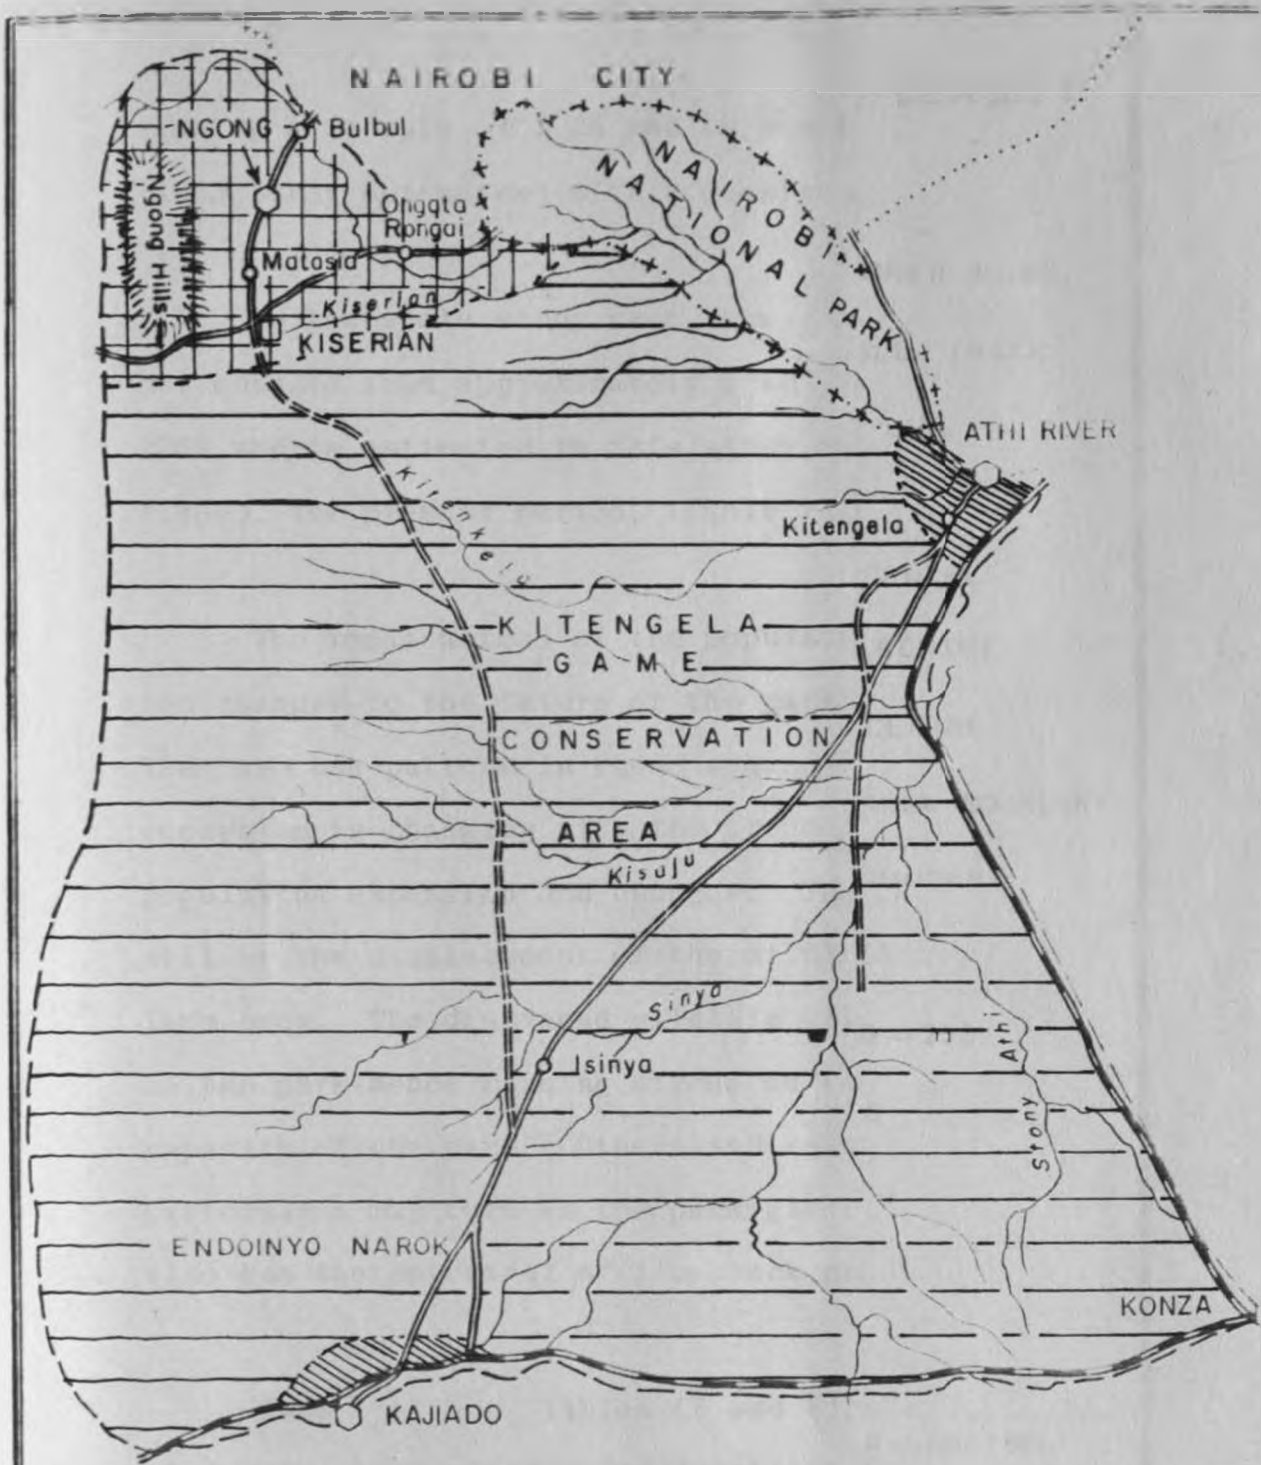 NAIROBI CITY
NGONG
Bulbul
Ngong Hills
Ongata
Rongai
Matasia
Kiserian
KISERIAN
NAIROBI
NATIONAL PARK
ATHI RIVER
Kitengela
Kitenkela
KITENGELA
GAME
CONSERVATION
AREA
Kisaju
Sinya
Isinya
Stony Athi
ENDOINYO NAROK
KONZA
KAJIADO